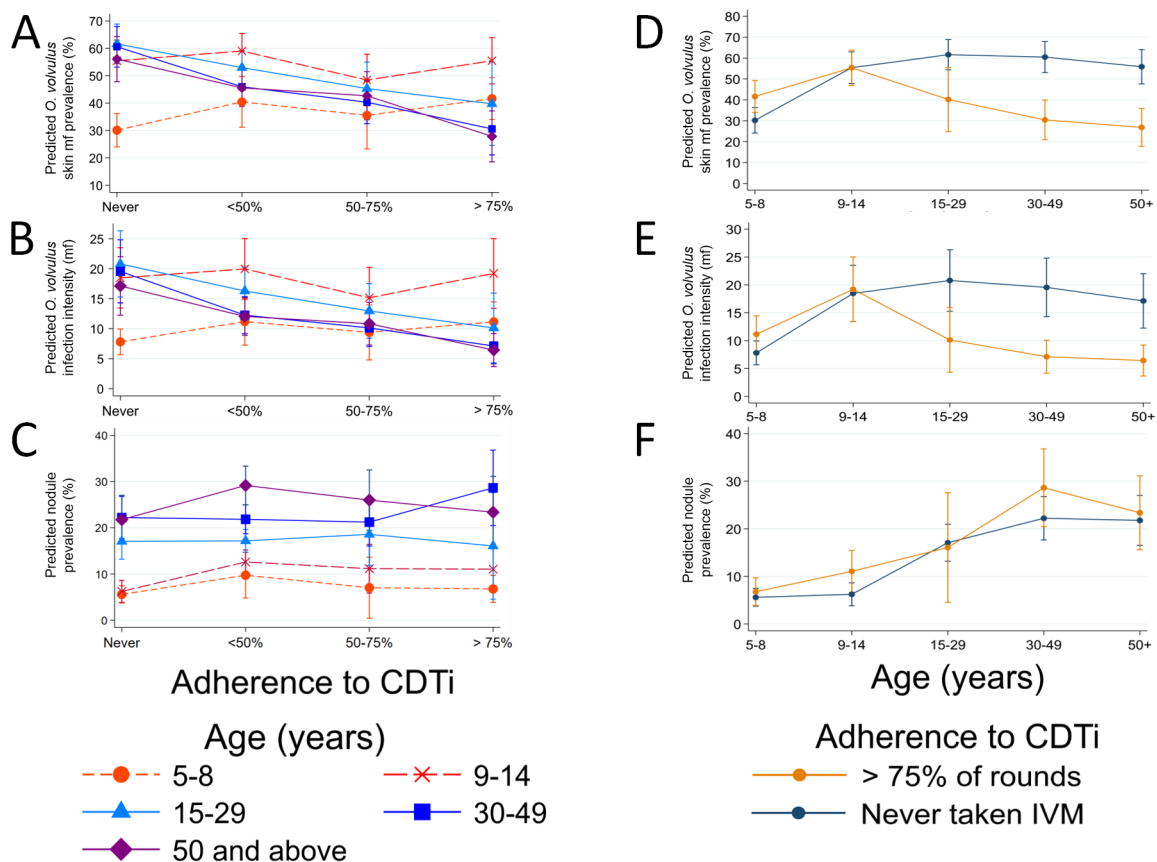 A
Predicted O. volvulus
skin mf prevalence (%)
70
60
50
40
30
20
10
Never
<50%
50-75%
> 75%
B
Predicted O. volvulus
infection intensity (mf)
25
20
15
10
5
0
Never
<50%
50-75%
> 75%
C
Predicted nodule
prevalence (%)
40
30
20
10
0
Never
<50%
50-75%
> 75%
Adherence to CDTi
Age (years)
5-8
9-14
15-29
30-49
50 and above
D
Predicted O. volvulus
skin mf prevalence (%)
80
70
60
50
40
30
20
10
0
5-8
9-14
15-29
30-49
50+
E
Predicted O. volvulus
infection intensity (mf)
30
25
20
15
10
5
0
5-8
9-14
15-29
30-49
50+
F
Predicted nodule
prevalence (%)
40
30
20
10
0
5-8
9-14
15-29
30-49
50+
Age (years)
Adherence to CDTi
> 75% of rounds
Never taken IVM